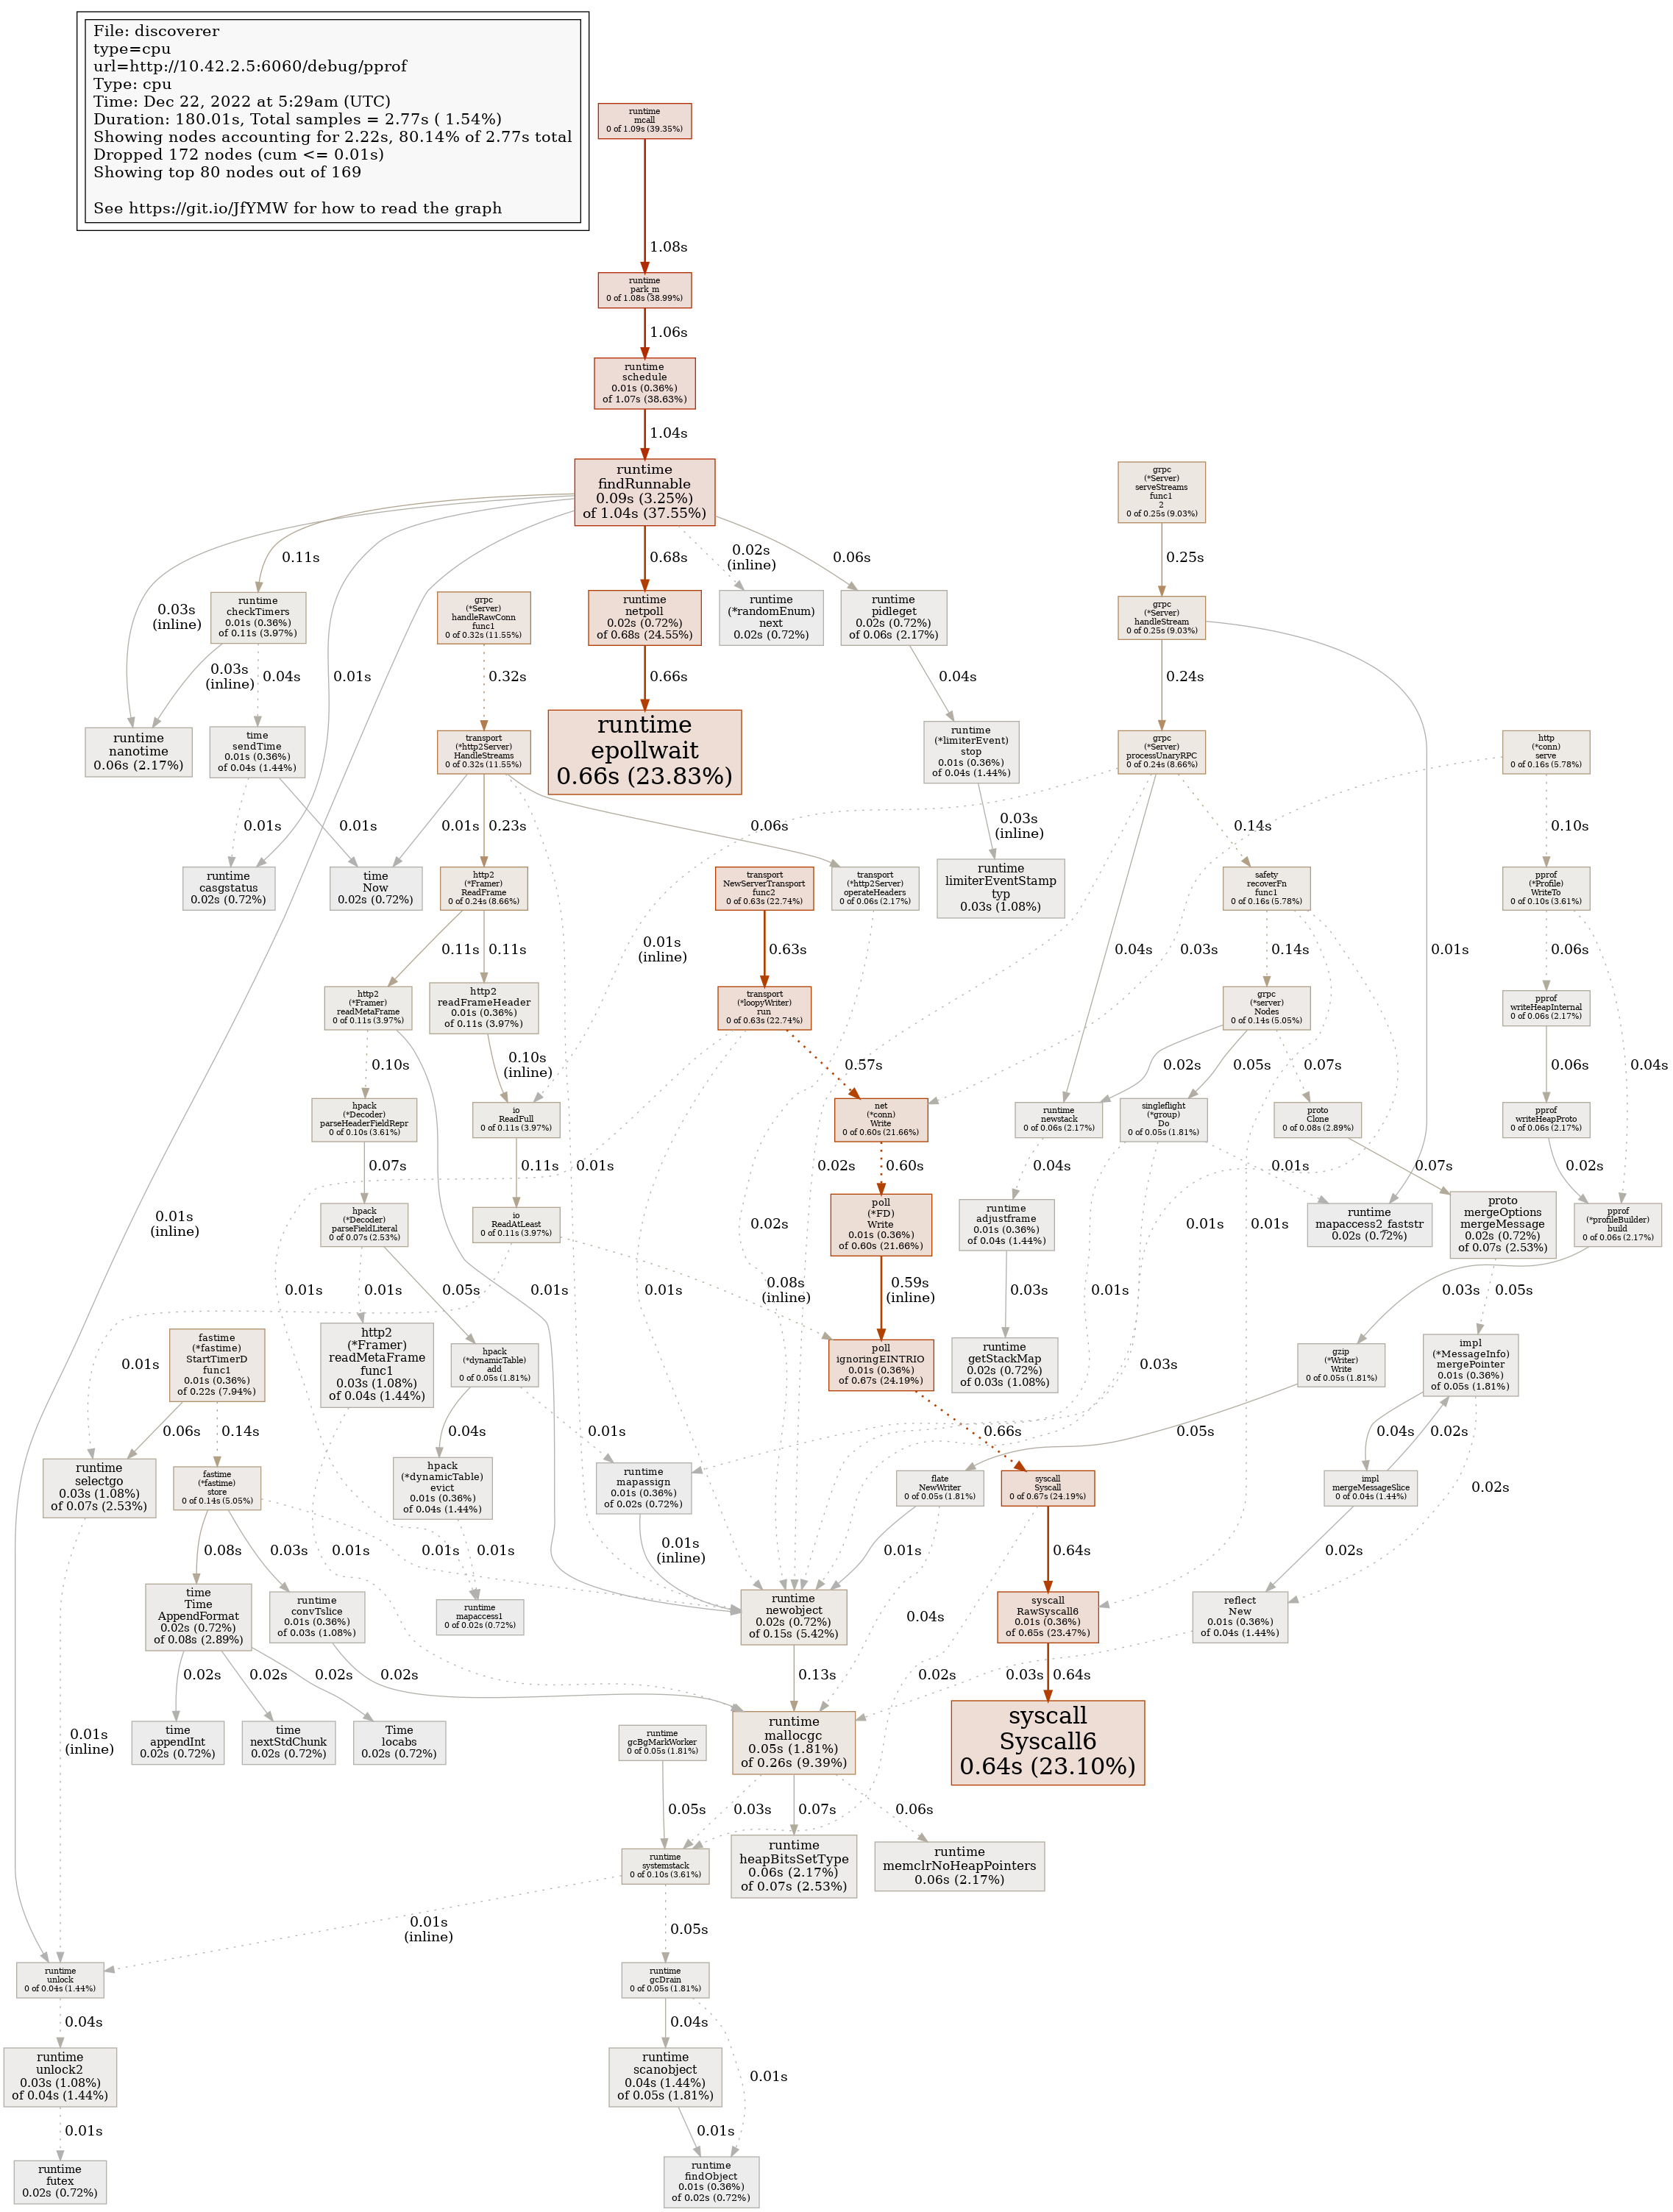 File: discoverer
type=cpu
url=http://10.42.2.5:6060/debug/pprof
Type: cpu
Time: Dec 22, 2022 at 5:29am (UTC)
Duration: 180.01s, Total samples = 2.77s ( 1.54%)
Showing nodes accounting for 2.22s, 80.14% of 2.77s total
Dropped 172 nodes (cum <= 0.01s)
Showing top 80 nodes out of 169
See https://git.io/JfYMW for how to read the graph
runtime
mcall
0 of 1.09s (39.35%)
1.08s
runtime
park_m
0 of 1.08s (38.99%)
1.06s
runtime
schedule
0.01s (0.36%)
of 1.07s (38.63%)
1.04s
runtime
findRunnable
0.09s (3.25%)
of 1.04s (37.55%)
grpc
(*Server)
serveStreams
func1
2
0 of 0.25s (9.03%)
0.11s
0.68s
0.02s
(inline)
0.06s
0.25s
0.03s
(inline)
runtime
checkTimers
0.01s (0.36%)
of 0.11s (3.97%)
grpc
(*Server)
handleRawConn
func1
0 of 0.32s (11.55%)
runtime
netpoll
0.02s (0.72%)
of 0.68s (24.55%)
runtime
(*randomEnum)
next
0.02s (0.72%)
runtime
pidleget
0.02s (0.72%)
of 0.06s (2.17%)
grpc
(*Server)
handleStream
0 of 0.25s (9.03%)
0.03s
(inline)
0.04s
0.01s
0.32s
0.66s
0.04s
0.24s
runtime
nanotime
0.06s (2.17%)
time
sendTime
0.01s (0.36%)
of 0.04s (1.44%)
transport
(*http2Server)
HandleStreams
0 of 0.32s (11.55%)
runtime
epollwait
0.66s (23.83%)
runtime
(*limiterEvent)
stop
0.01s (0.36%)
of 0.04s (1.44%)
grpc
(*Server)
processUnaryRPC
0 of 0.24s (8.66%)
http
(*conn)
serve
0 of 0.16s (5.78%)
0.01s
0.01s
0.01s
0.23s
0.06s
0.03s
(inline)
0.14s
0.10s
runtime
casgstatus
0.02s (0.72%)
time
Now
0.02s (0.72%)
http2
(*Framer)
ReadFrame
0 of 0.24s (8.66%)
transport
NewServerTransport
func2
0 of 0.63s (22.74%)
transport
(*http2Server)
operateHeaders
0 of 0.06s (2.17%)
runtime
limiterEventStamp
typ
0.03s (1.08%)
safety
recoverFn
func1
0 of 0.16s (5.78%)
pprof
(*Profile)
WriteTo
0 of 0.10s (3.61%)
0.11s
0.11s
0.01s
(inline)
0.63s
0.04s
0.03s
0.14s
0.01s
0.06s
http2
(*Framer)
readMetaFrame
0 of 0.11s (3.97%)
http2
readFrameHeader
0.01s (0.36%)
of 0.11s (3.97%)
transport
(*loopyWriter)
run
0 of 0.63s (22.74%)
grpc
(*server)
Nodes
0 of 0.14s (5.05%)
pprof
writeHeapInternal
0 of 0.06s (2.17%)
0.10s
0.10s
(inline)
0.57s
0.02s
0.05s
0.07s
0.06s
0.04s
hpack
(*Decoder)
parseHeaderFieldRepr
0 of 0.10s (3.61%)
io
ReadFull
0 of 0.11s (3.97%)
net
(*conn)
Write
0 of 0.60s (21.66%)
runtime
newstack
0 of 0.06s (2.17%)
singleflight
(*group)
Do
0 of 0.05s (1.81%)
proto
Clone
0 of 0.08s (2.89%)
pprof
writeHeapProto
0 of 0.06s (2.17%)
0.07s
0.11s
0.01s
0.02s
0.60s
0.04s
0.01s
0.07s
0.02s
hpack
(*Decoder)
parseFieldLiteral
0 of 0.07s (2.53%)
io
ReadAtLeast
0 of 0.11s (3.97%)
0.01s
(inline)
0.02s
poll
(*FD)
Write
0.01s (0.36%)
of 0.60s (21.66%)
runtime
adjustframe
0.01s (0.36%)
of 0.04s (1.44%)
0.01s
0.01s
runtime
mapaccess2_faststr
0.02s (0.72%)
proto
mergeOptions
mergeMessage
0.02s (0.72%)
of 0.07s (2.53%)
pprof
(*profileBuilder)
build
0 of 0.06s (2.17%)
0.01s
0.01s
0.05s
0.01s
0.01s
0.08s
(inline)
0.59s
(inline)
0.03s
0.01s
0.03s
0.05s
fastime
(*fastime)
StartTimerD
func1
0.01s (0.36%)
of 0.22s (7.94%)
0.01s
http2
(*Framer)
readMetaFrame
func1
0.03s (1.08%)
of 0.04s (1.44%)
hpack
(*dynamicTable)
add
0 of 0.05s (1.81%)
poll
ignoringEINTRIO
0.01s (0.36%)
of 0.67s (24.19%)
runtime
getStackMap
0.02s (0.72%)
of 0.03s (1.08%)
0.03s
gzip
(*Writer)
Write
0 of 0.05s (1.81%)
impl
(*MessageInfo)
mergePointer
0.01s (0.36%)
of 0.05s (1.81%)
0.06s
0.14s
0.04s
0.01s
0.66s
0.05s
0.04s
0.02s
runtime
selectgo
0.03s (1.08%)
of 0.07s (2.53%)
fastime
(*fastime)
store
0 of 0.14s (5.05%)
hpack
(*dynamicTable)
evict
0.01s (0.36%)
of 0.04s (1.44%)
runtime
mapassign
0.01s (0.36%)
of 0.02s (0.72%)
flate
NewWriter
0 of 0.05s (1.81%)
syscall
Syscall
0 of 0.67s (24.19%)
impl
mergeMessageSlice
0 of 0.04s (1.44%)
0.02s
0.08s
0.03s
0.01s
0.01s
0.01s
0.01s
(inline)
0.01s
0.64s
0.02s
time
Time
AppendFormat
0.02s (0.72%)
of 0.08s (2.89%)
runtime
convTslice
0.01s (0.36%)
of 0.03s (1.08%)
runtime
mapaccess1
0 of 0.02s (0.72%)
runtime
newobject
0.02s (0.72%)
of 0.15s (5.42%)
0.04s
syscall
RawSyscall6
0.01s (0.36%)
of 0.65s (23.47%)
reflect
New
0.01s (0.36%)
of 0.04s (1.44%)
0.02s
0.02s
0.02s
0.02s
0.13s
0.02s
0.03s
0.64s
0.01s
(inline)
time
appendInt
0.02s (0.72%)
time
nextStdChunk
0.02s (0.72%)
Time
locabs
0.02s (0.72%)
runtime
gcBgMarkWorker
0 of 0.05s (1.81%)
runtime
mallocgc
0.05s (1.81%)
of 0.26s (9.39%)
syscall
Syscall6
0.64s (23.10%)
0.05s
0.03s
0.07s
0.06s
runtime
systemstack
0 of 0.10s (3.61%)
runtime
heapBitsSetType
0.06s (2.17%)
of 0.07s (2.53%)
runtime
memclrNoHeapPointers
0.06s (2.17%)
0.01s
(inline)
0.05s
runtime
unlock
0 of 0.04s (1.44%)
runtime
gcDrain
0 of 0.05s (1.81%)
0.04s
0.04s
runtime
unlock2
0.03s (1.08%)
of 0.04s (1.44%)
runtime
scanobject
0.04s (1.44%)
of 0.05s (1.81%)
0.01s
0.01s
0.01s
runtime
futex
0.02s (0.72%)
runtime
findObject
0.01s (0.36%)
of 0.02s (0.72%)